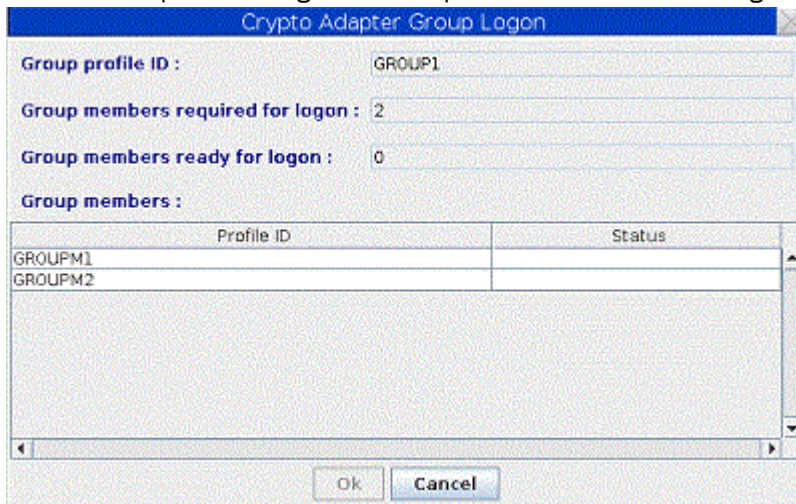 Crypto Adapter Group Logon
Group profile ID : GROUP1
Group members required for logon : 2
Group members ready for logon : 0
Group members :
Profile ID Status
GROUPM1
GROUPM2
Ok Cancel